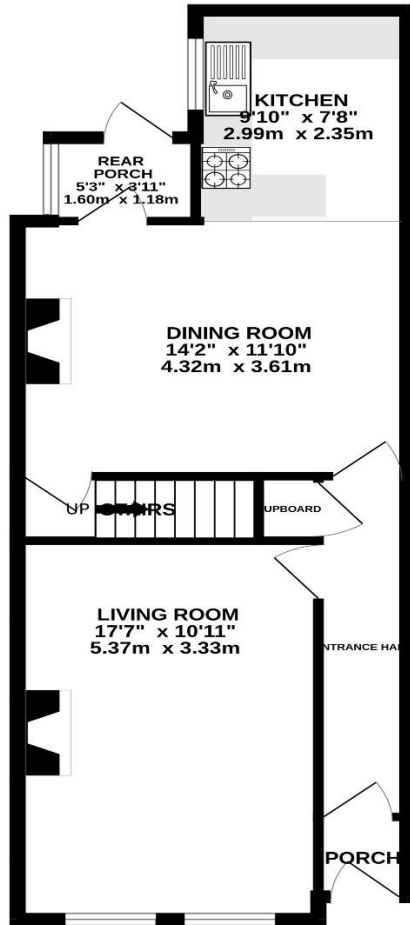 KITCHEN
9'10" x 7'8"
2.99m x 2.35m
REAR
PORCH
5'3" x 3'11"
1.60m x 1.18m
DINING ROOM
14'2" x 11'10"
4.32m x 3.61m
UP STAIRS
UPBOARD
LIVING ROOM
17'7" x 10'11"
5.37m x 3.33m
NTRANCE HAL
PORCH